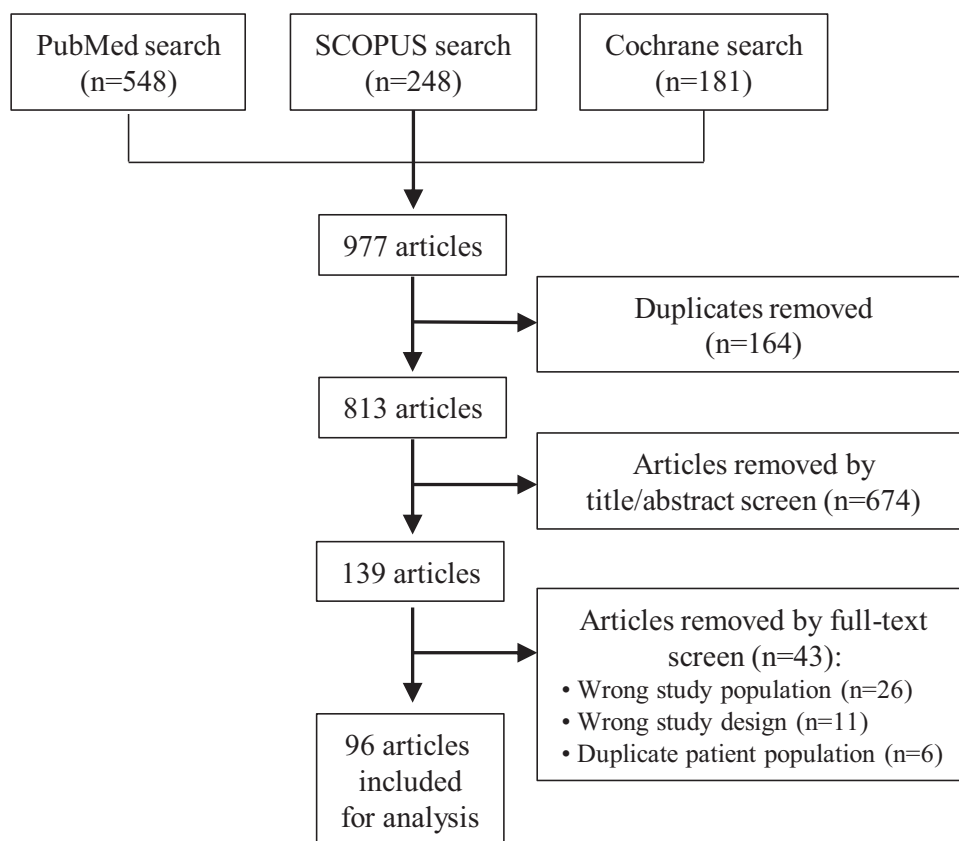 PubMed search
(n=548)
SCOPUS search
(n=248)
Cochrane search
(n=181)
977 articles
Duplicates removed
(n=164)
813 articles
Articles removed by
title/abstract screen (n=674)
139 articles
Articles removed by full-text
screen (n=43):
• Wrong study population (n=26)
• Wrong study design (n=11)
• Duplicate patient population (n=6)
96 articles
included
for analysis